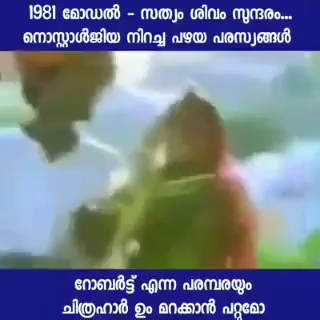 1981 മോഡൽ - സത്യം ശിവം സുന്ദരം...
നൊസ്റ്റാൾജിയ നിറച്ച പഴയ പരസ്യങ്ങൾ
റോബർട്ട് എന്ന പരമ്പരയും
ചിത്രഹാർ ഉം മറക്കാൻ പറ്റുമോ